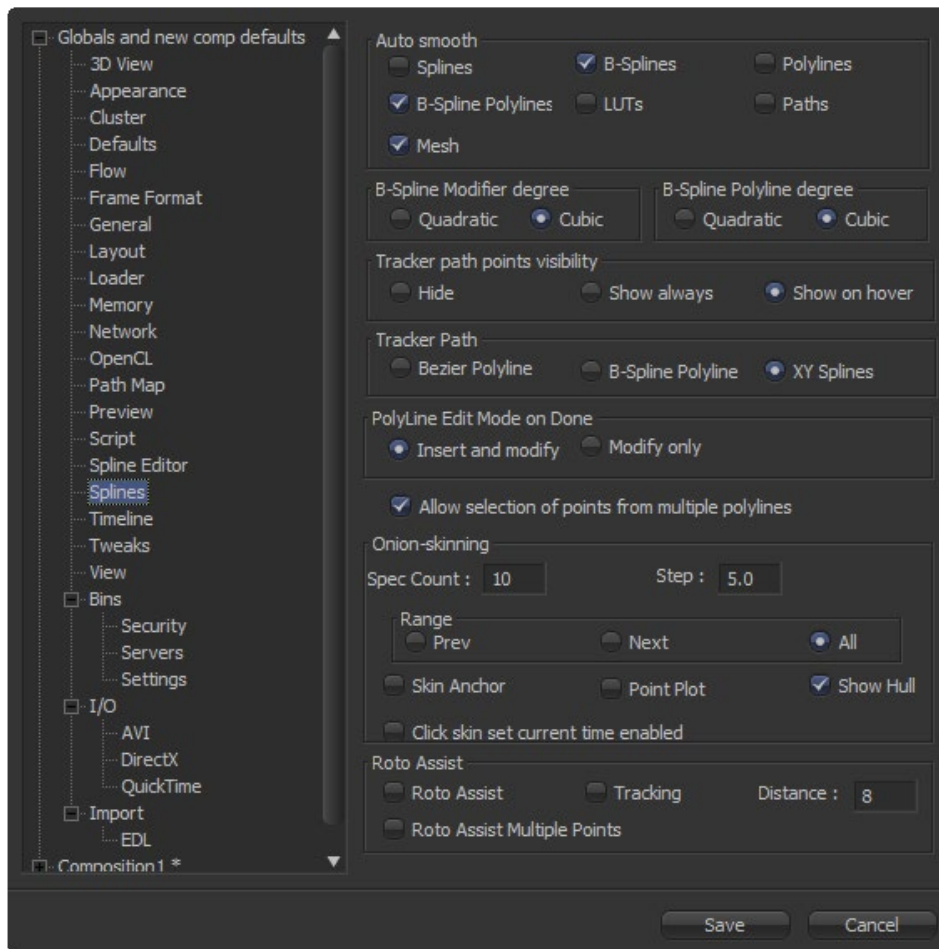 Globals and new comp defaults
3D View
Appearance
Cluster
Defaults
Flow
Frame Format
General
Layout
Loader
Memory
Network
OpenCL
Path Map
Preview
Script
Spline Editor
Splines
Timeline
Tweaks
View
Bins
Security
Servers
Settings
I/O
AVI
DirectX
QuickTime
Import
EDL
Composition1 *
Auto smooth
Splines B-Splines Polylines
B-Spline Polylines LUTs Paths
Mesh
B-Spline Modifier degree B-Spline Polyline degree
Quadratic Cubic Quadratic Cubic
Tracker path points visibility
Hide Show always Show on hover
Tracker Path
Bezier Polyline B-Spline Polyline XY Splines
PolyLine Edit Mode on Done
Insert and modify Modify only
Allow selection of points from multiple polylines
Onion-skinning
Spec Count : 10 Step : 5.0
Range
Prev Next All
Skin Anchor Point Plot Show Hull
Click skin set current time enabled
Roto Assist
Roto Assist Tracking Distance : 8
Roto Assist Multiple Points
Save Cancel